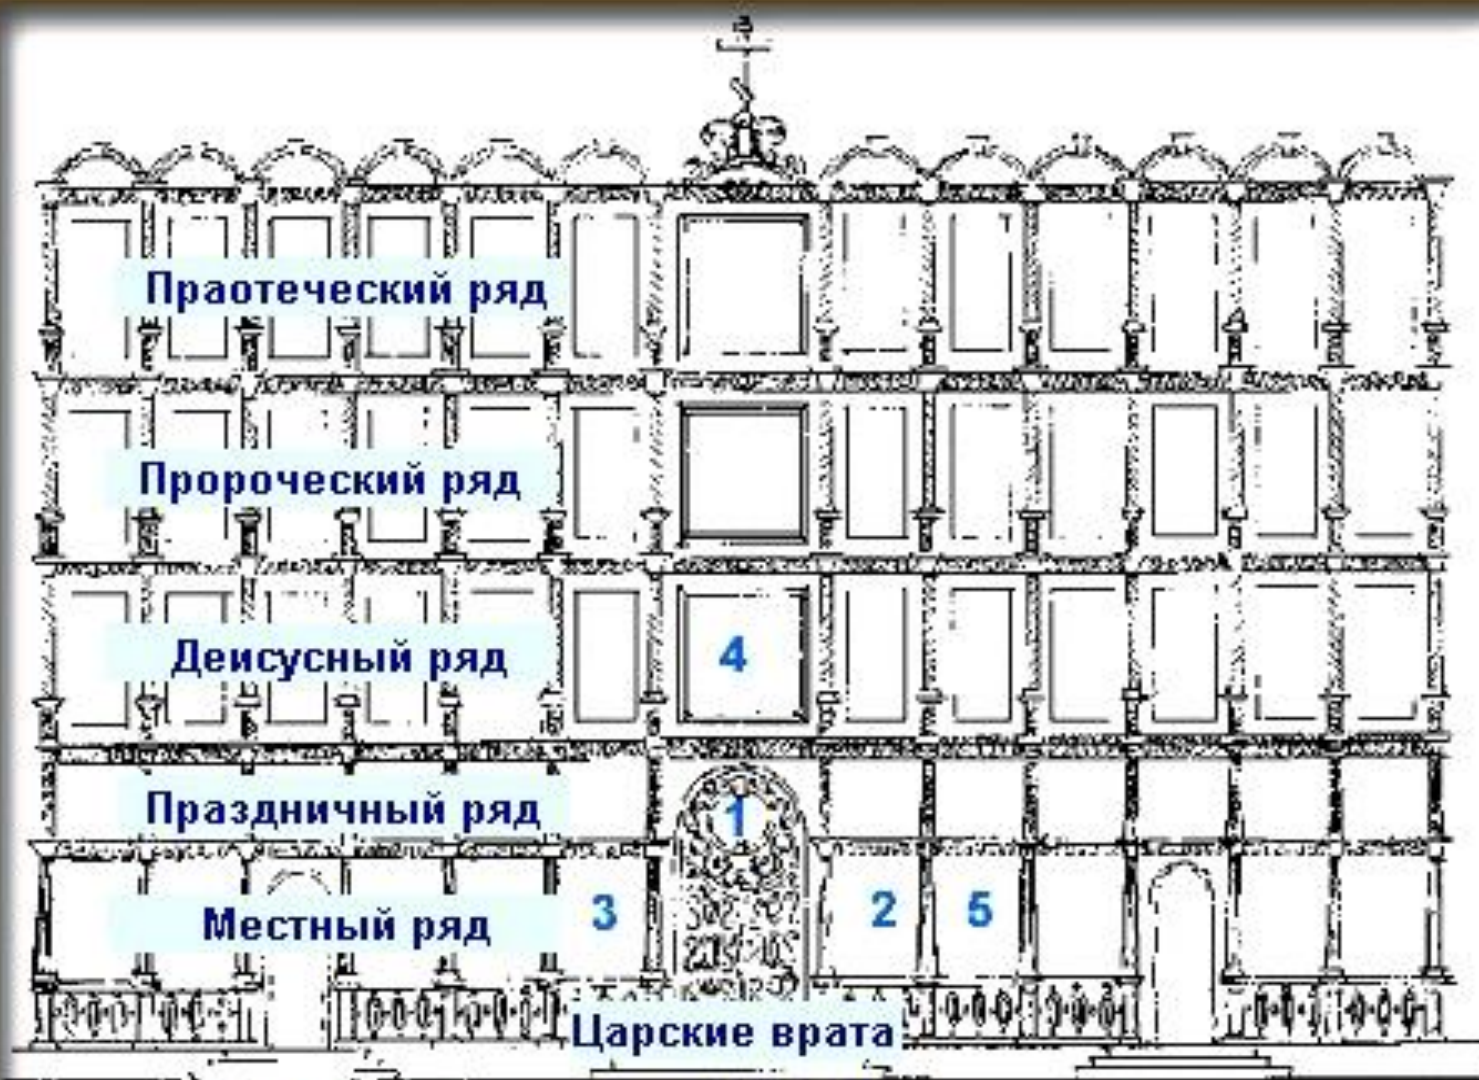 Праотеческий ряд
Пророческий ряд
Деисусный ряд
4
Праздничный ряд
1
Местный ряд
3
2
5
Царские врата